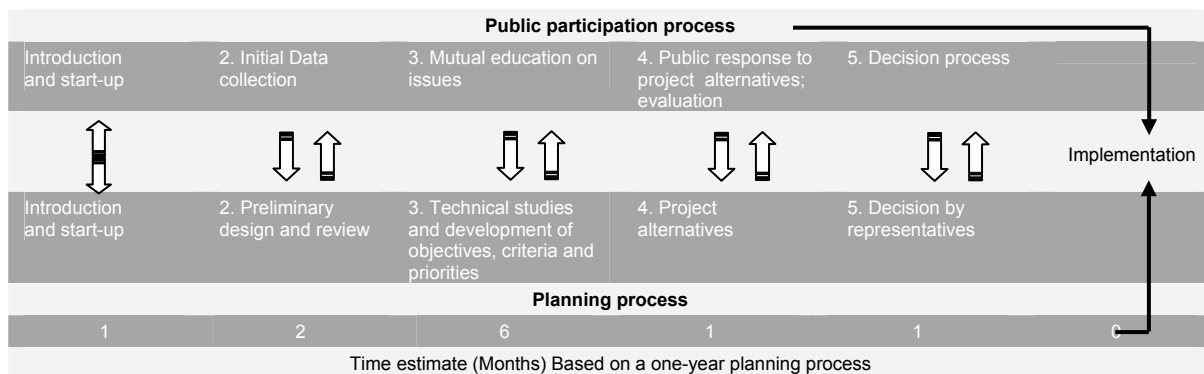 Public participation process
Introduction and start-up
2. Initial Data collection
3. Mutual education on issues
4. Public response to project alternatives; evaluation
5. Decision process
Implementation
Introduction and start-up
2. Preliminary design and review
3. Technical studies and development of objectives, criteria and priorities
4. Project alternatives
5. Decision by representatives
Planning process
1 2 6 1 1 0
Time estimate (Months) Based on a one-year planning process